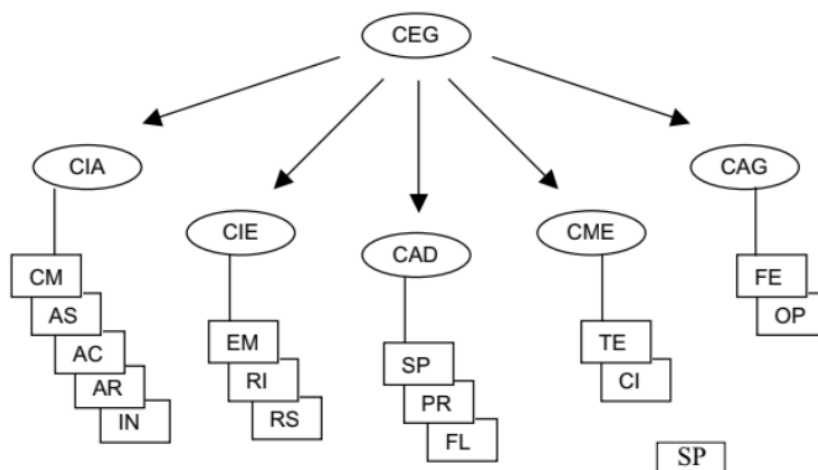 CEG
CIA
CAG
CIE
CME
CAD
CM
FE
AS
OP
EM
TE
AC
SP
RI
CI
AR
PR
RS
IN
FL
SP